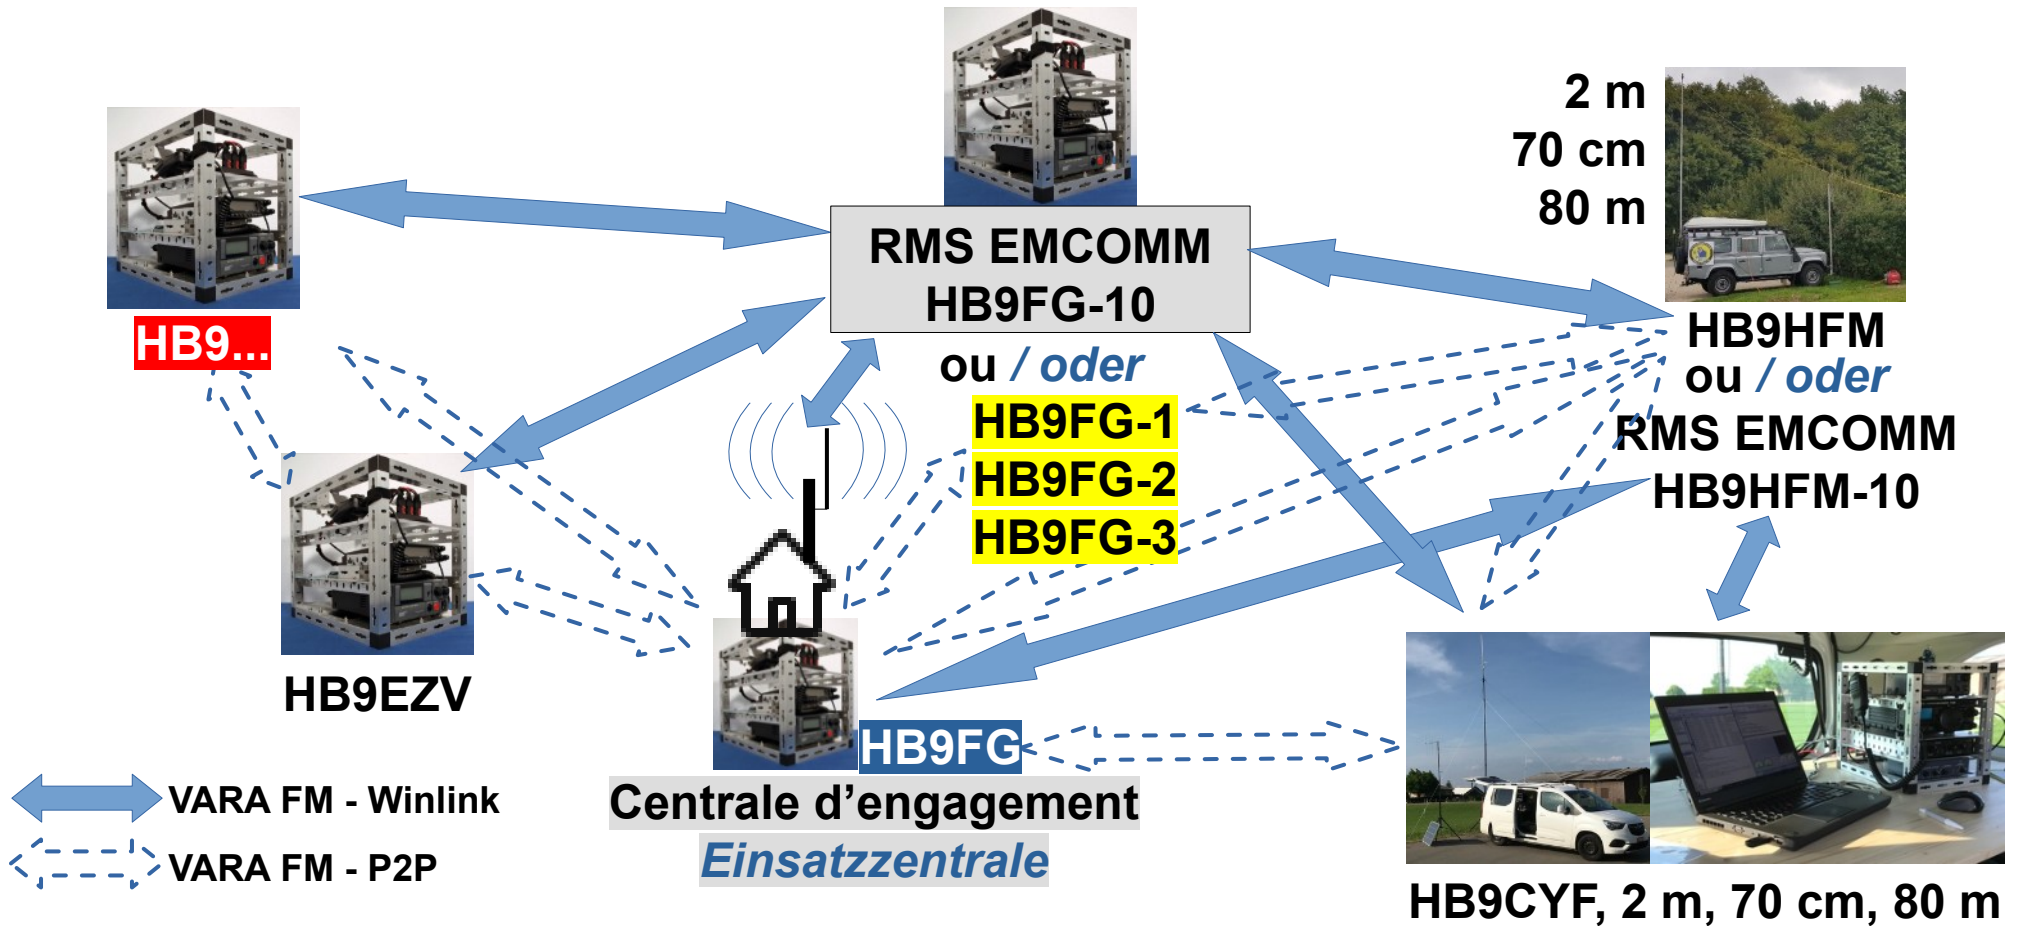 2 m
70 cm
80 m
RMS EMCOMM
HB9FG-10
HB9...
ou / oder
HB9FG-1
HB9FG-2
HB9FG-3
HB9HFM
ou / oder
RMS EMCOMM
HB9HFM-10
HB9EZV
HB9FG
Centrale d’engagement
Einsatzzentrale
VARA FM - Winlink
VARA FM - P2P
HB9CYF, 2 m, 70 cm, 80 m